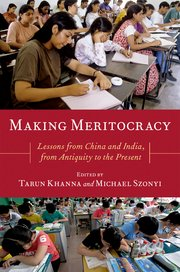 MAKING MERITOCRACY
Lessons from China and India,
from Antiquity to the Present
EDITED BY
TARUN KHANNA and MICHAEL SZONYI